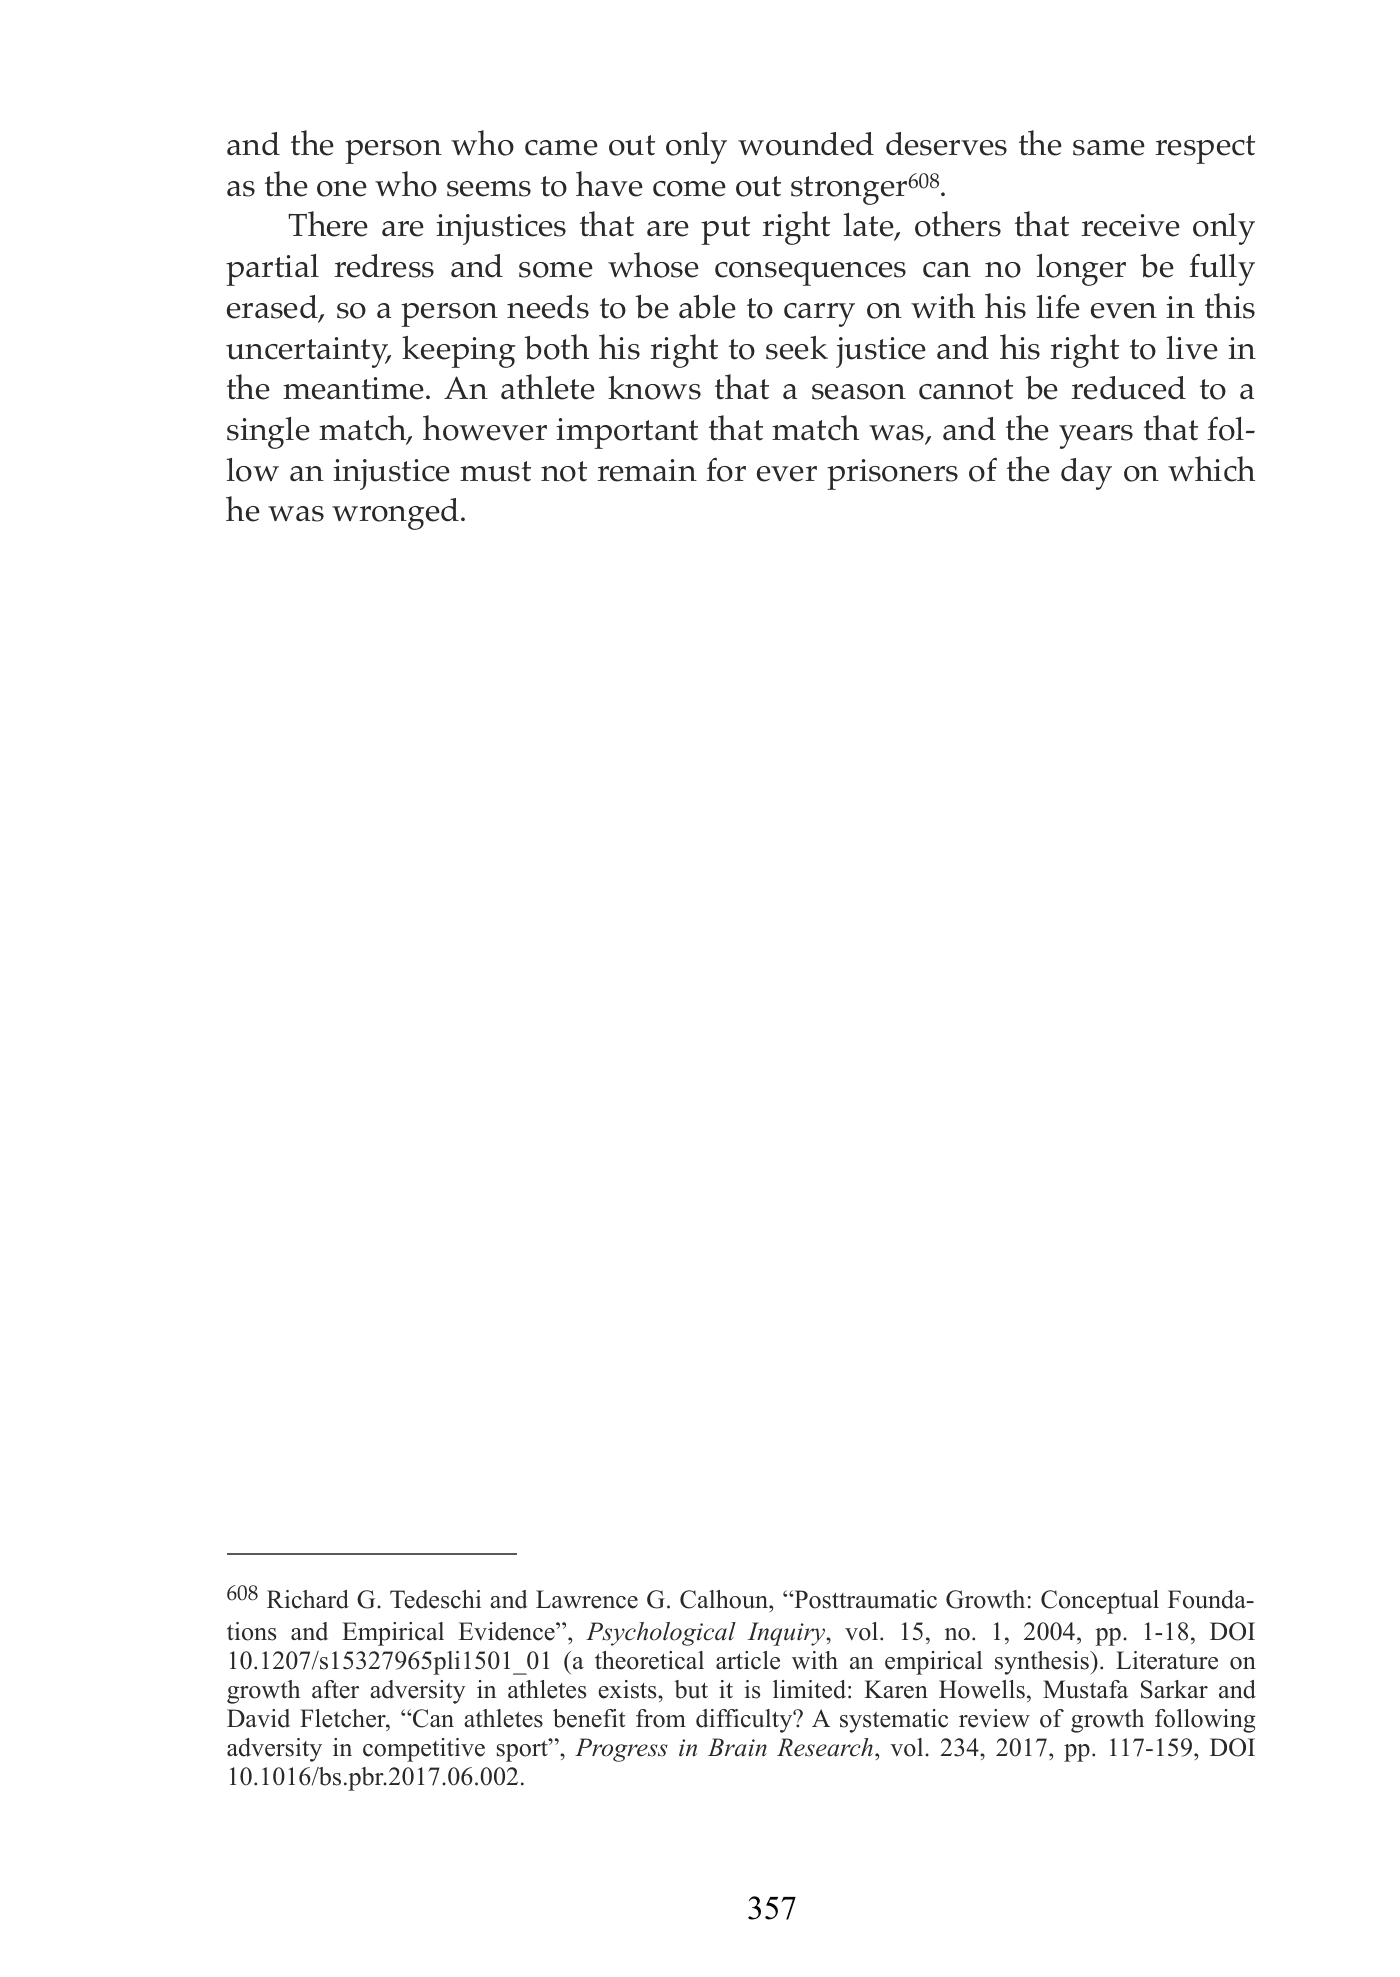 and the person who came out only wounded deserves the same respect
as the one who seems to have come out stronger608.
There are injustices that are put right late, others that receive only
partial redress and some whose consequences can no longer be fully
erased, so a person needs to be able to carry on with his life even in this
uncertainty, keeping both his right to seek justice and his right to live in
the meantime. An athlete knows that a season cannot be reduced to a
single match, however important that match was, and the years that fol-
low an injustice must not remain for ever prisoners of the day on which
he was wronged.
608 Richard G. Tedeschi and Lawrence G. Calhoun, “Posttraumatic Growth: Conceptual Founda-
tions and Empirical Evidence”, Psychological Inquiry, vol. 15, no. 1, 2004, pp. 1-18, DOI
10.1207/s15327965pli1501_01 (a theoretical article with an empirical synthesis). Literature on
growth after adversity in athletes exists, but it is limited: Karen Howells, Mustafa Sarkar and
David Fletcher, “Can athletes benefit from difficulty? A systematic review of growth following
adversity in competitive sport”, Progress in Brain Research, vol. 234, 2017, pp. 117-159, DOI
10.1016/bs.pbr.2017.06.002.
357